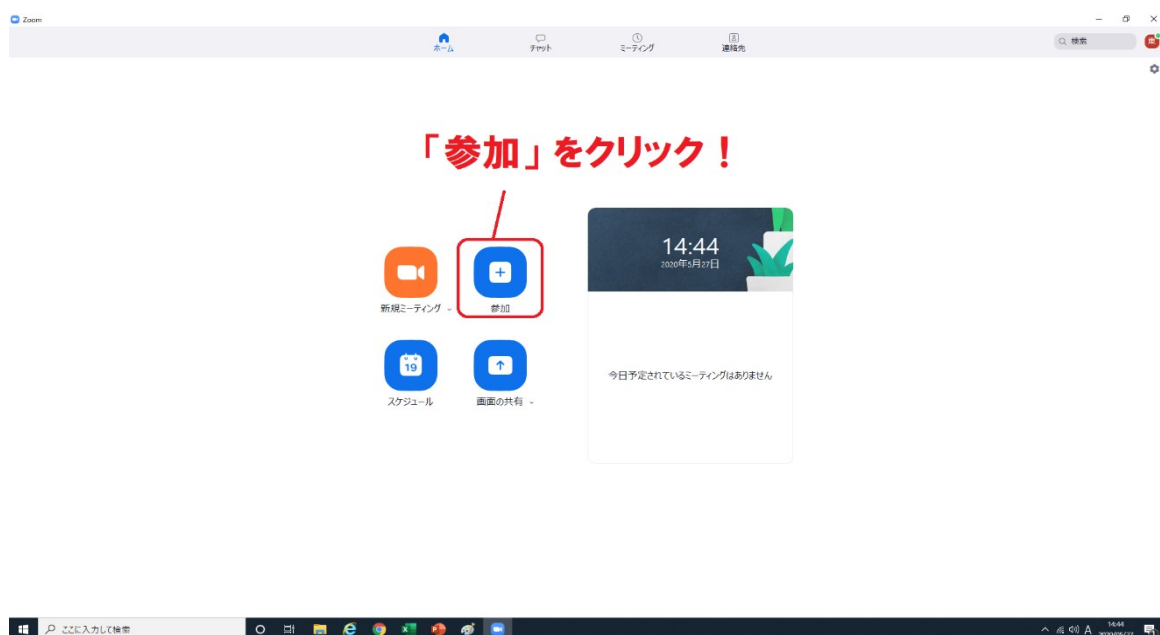 Zoom
ホーム
チャット
ミーティング
連絡先
検索
「参加」をクリック！
14:44
2020年5月27日
新規ミーティング
参加
19
スケジュール
画面の共有
今日予定されているミーティングはありません
ここに入力して検索
A
14:44